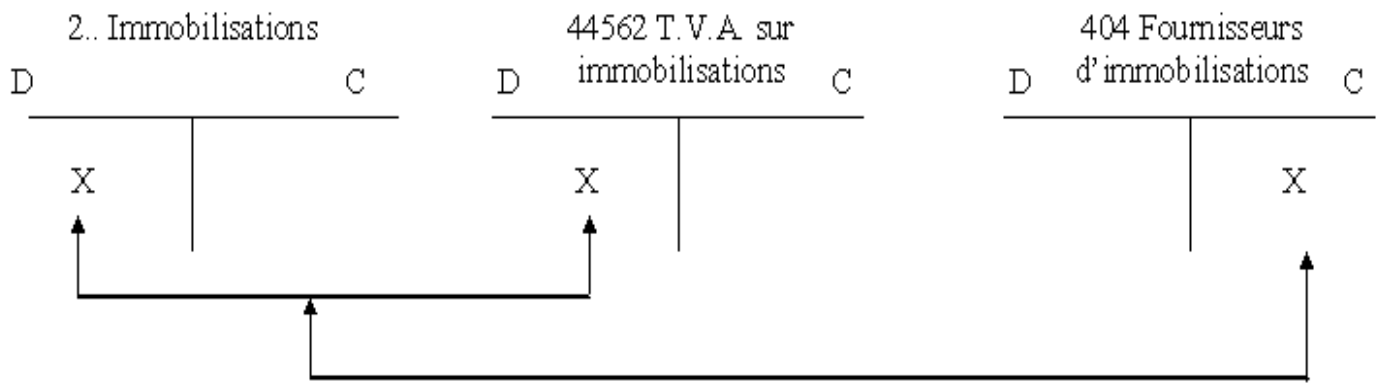 2.. Immobilisations
44562 T.V.A. sur
immobilisations
404 Fournisseurs
d'immobilisations
D C D C D C
X X X